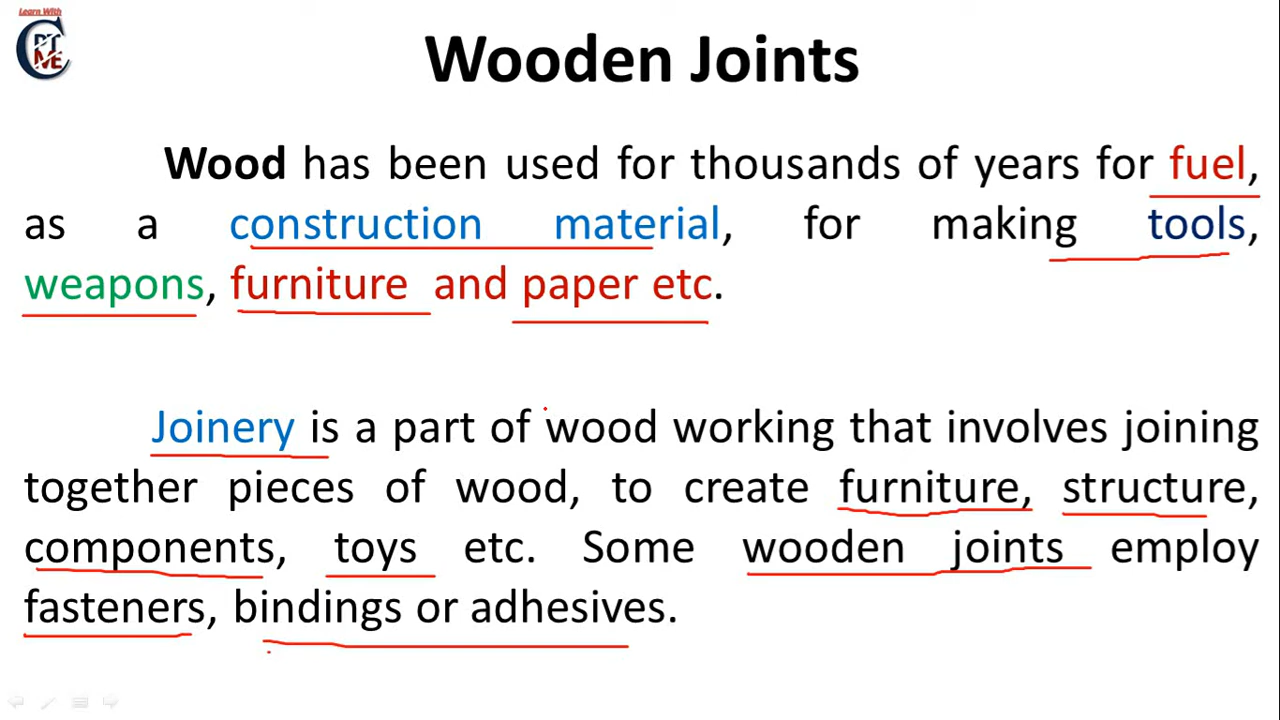 Learn With
C PT ME
Wooden Joints
Wood has been used for thousands of years for fuel,
as a construction material, for making tools,
weapons, furniture and paper etc.
Joinery is a part of wood working that involves joining
together pieces of wood, to create furniture, structure,
components, toys etc. Some wooden joints employ
fasteners, bindings or adhesives.